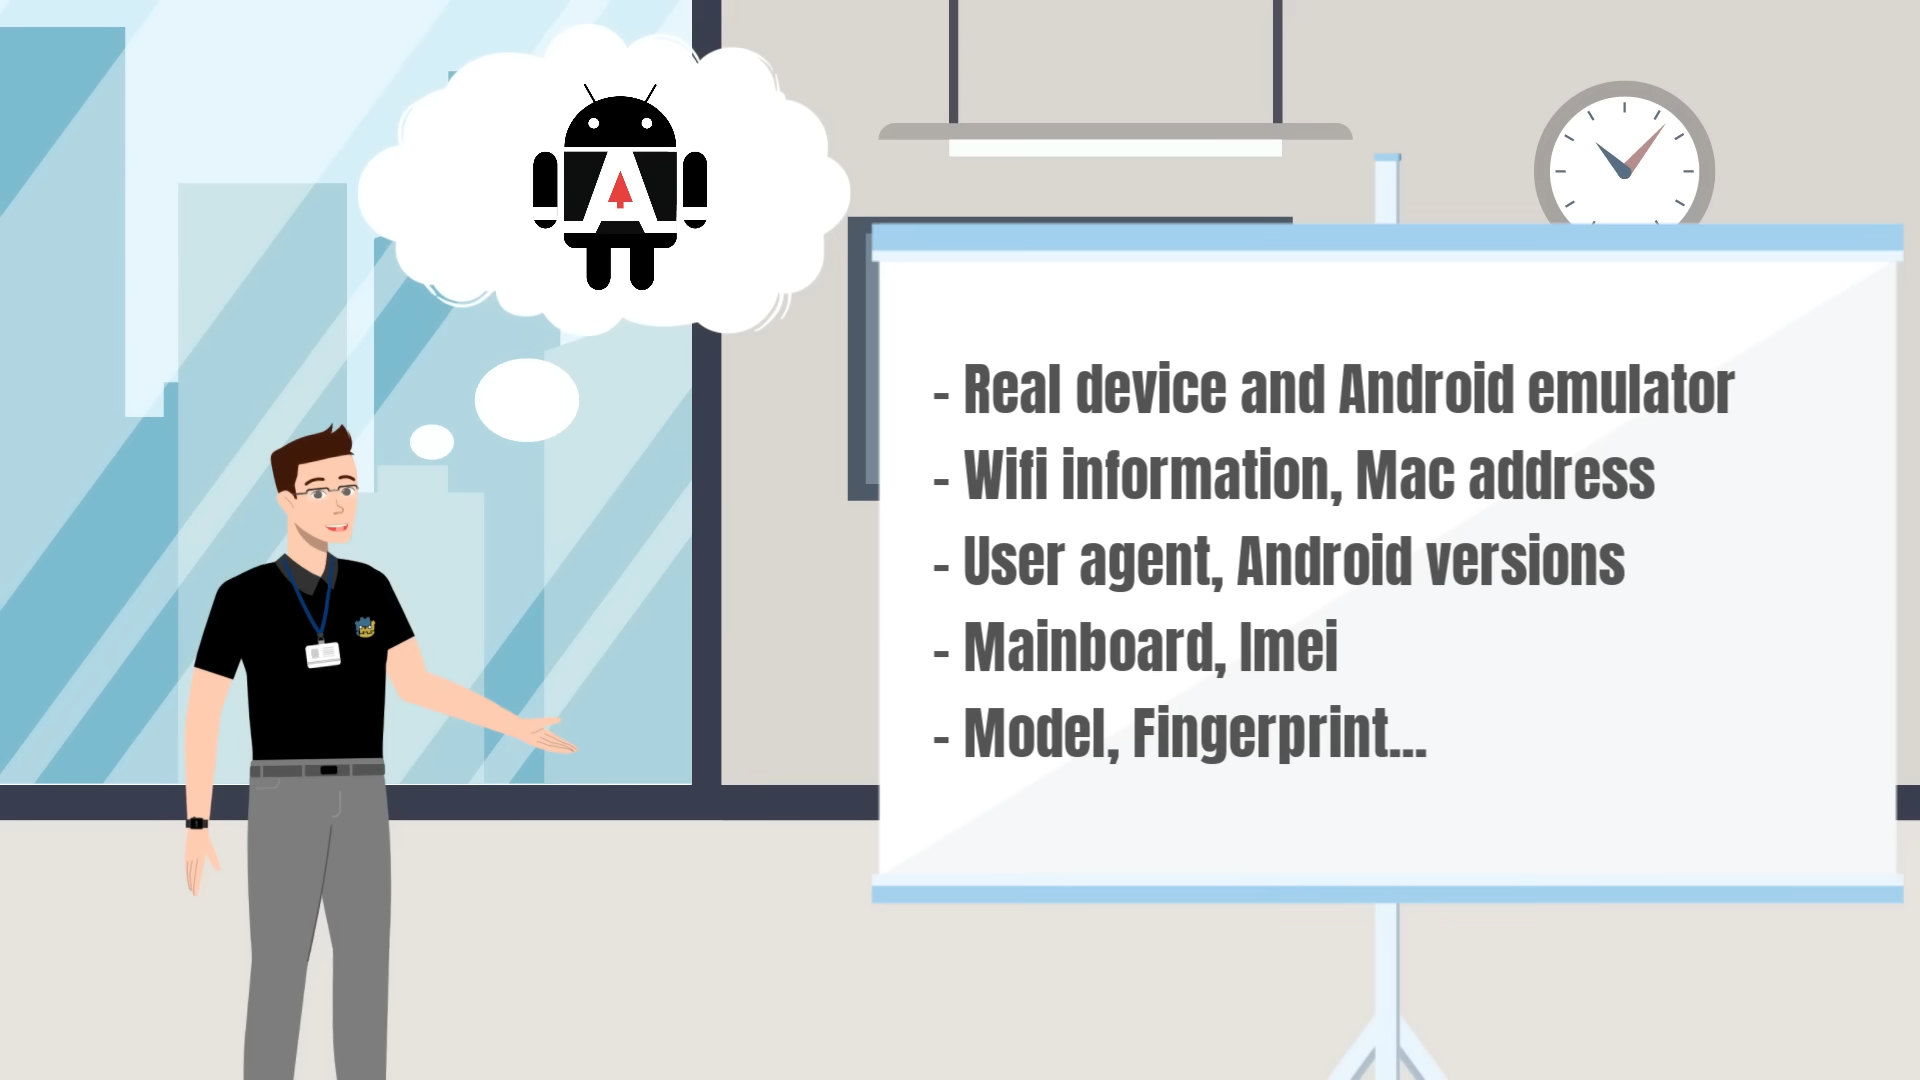 A
- Real device and Android emulator
- Wifi information, Mac address
- User agent, Android versions
- Mainboard, Imei
- Model, Fingerprint...